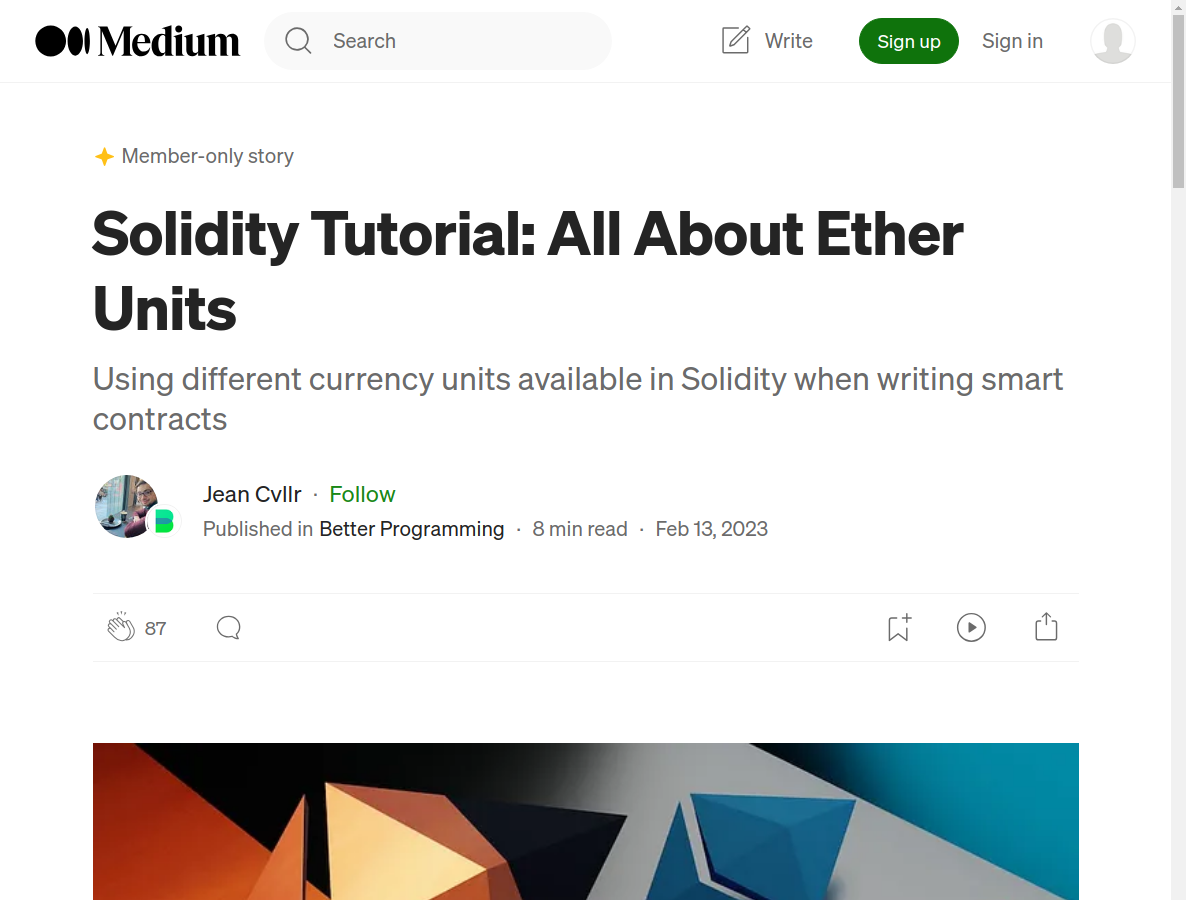 Medium
Search
Write
Sign up
Sign in
Member-only story
Solidity Tutorial: All About Ether
Units
Using different currency units available in Solidity when writing smart
contracts
Jean Cvllr · Follow
Published in Better Programming · 8 min read · Feb 13, 2023
87